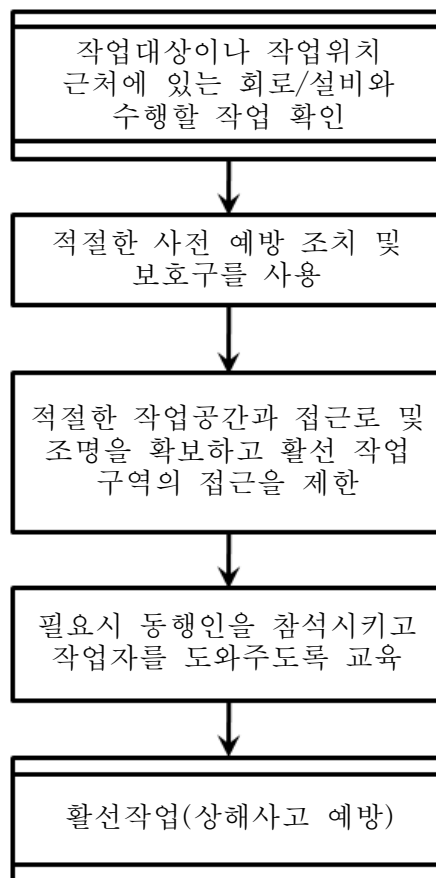 작업대상이나 작업위치
근처에 있는 회로/설비와
수행할 작업 확인
적절한 사전 예방 조치 및
보호구를 사용
적절한 작업공간과 접근로 및
조명을 확보하고 활선 작업
구역의 접근을 제한
필요시 동행인을 참석시키고
작업자를 도와주도록 교육
활선작업(상해사고 예방)